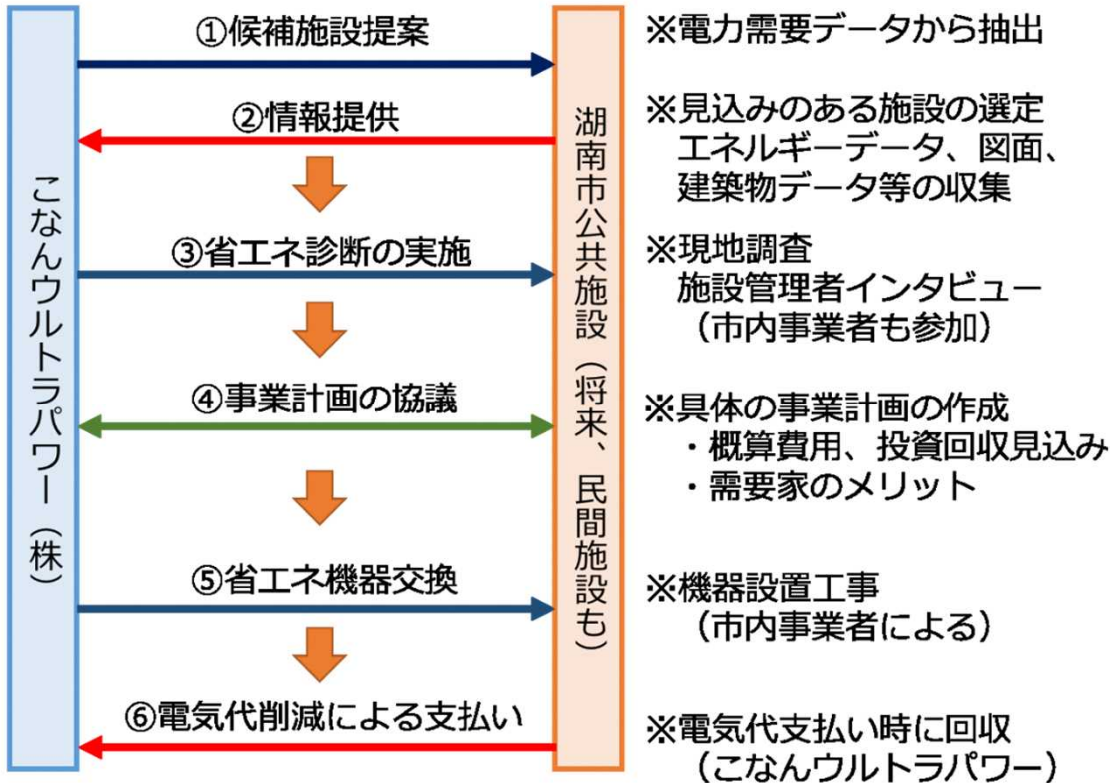 こなんウルトラパワー（株）
湖南市公共施設（将来、民間施設も）
①候補施設提案
※電力需要データから抽出
②情報提供
※見込みのある施設の選定
エネルギーデータ、図面、
建築物データ等の収集
③省エネ診断の実施
※現地調査
施設管理者インタビュー
（市内事業者も参加）
④事業計画の協議
※具体の事業計画の作成
・概算費用、投資回収見込み
・需要家のメリット
⑤省エネ機器交換
※機器設置工事
（市内事業者による）
⑥電気代削減による支払い
※電気代支払い時に回収
（こなんウルトラパワー）